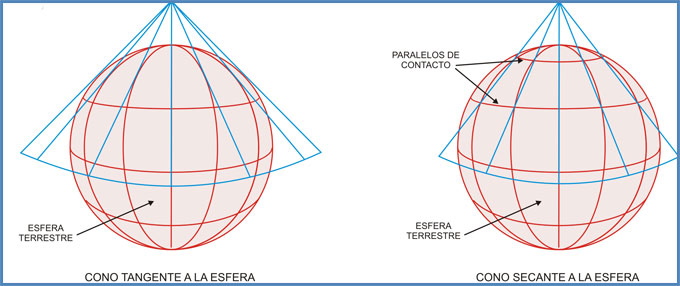 ESFERA
TERRESTRE
CONO TANGENTE A LA ESFERA
PARALELOS DE
CONTACTO
ESFERA
TERRESTRE
CONO SECANTE A LA ESFERA